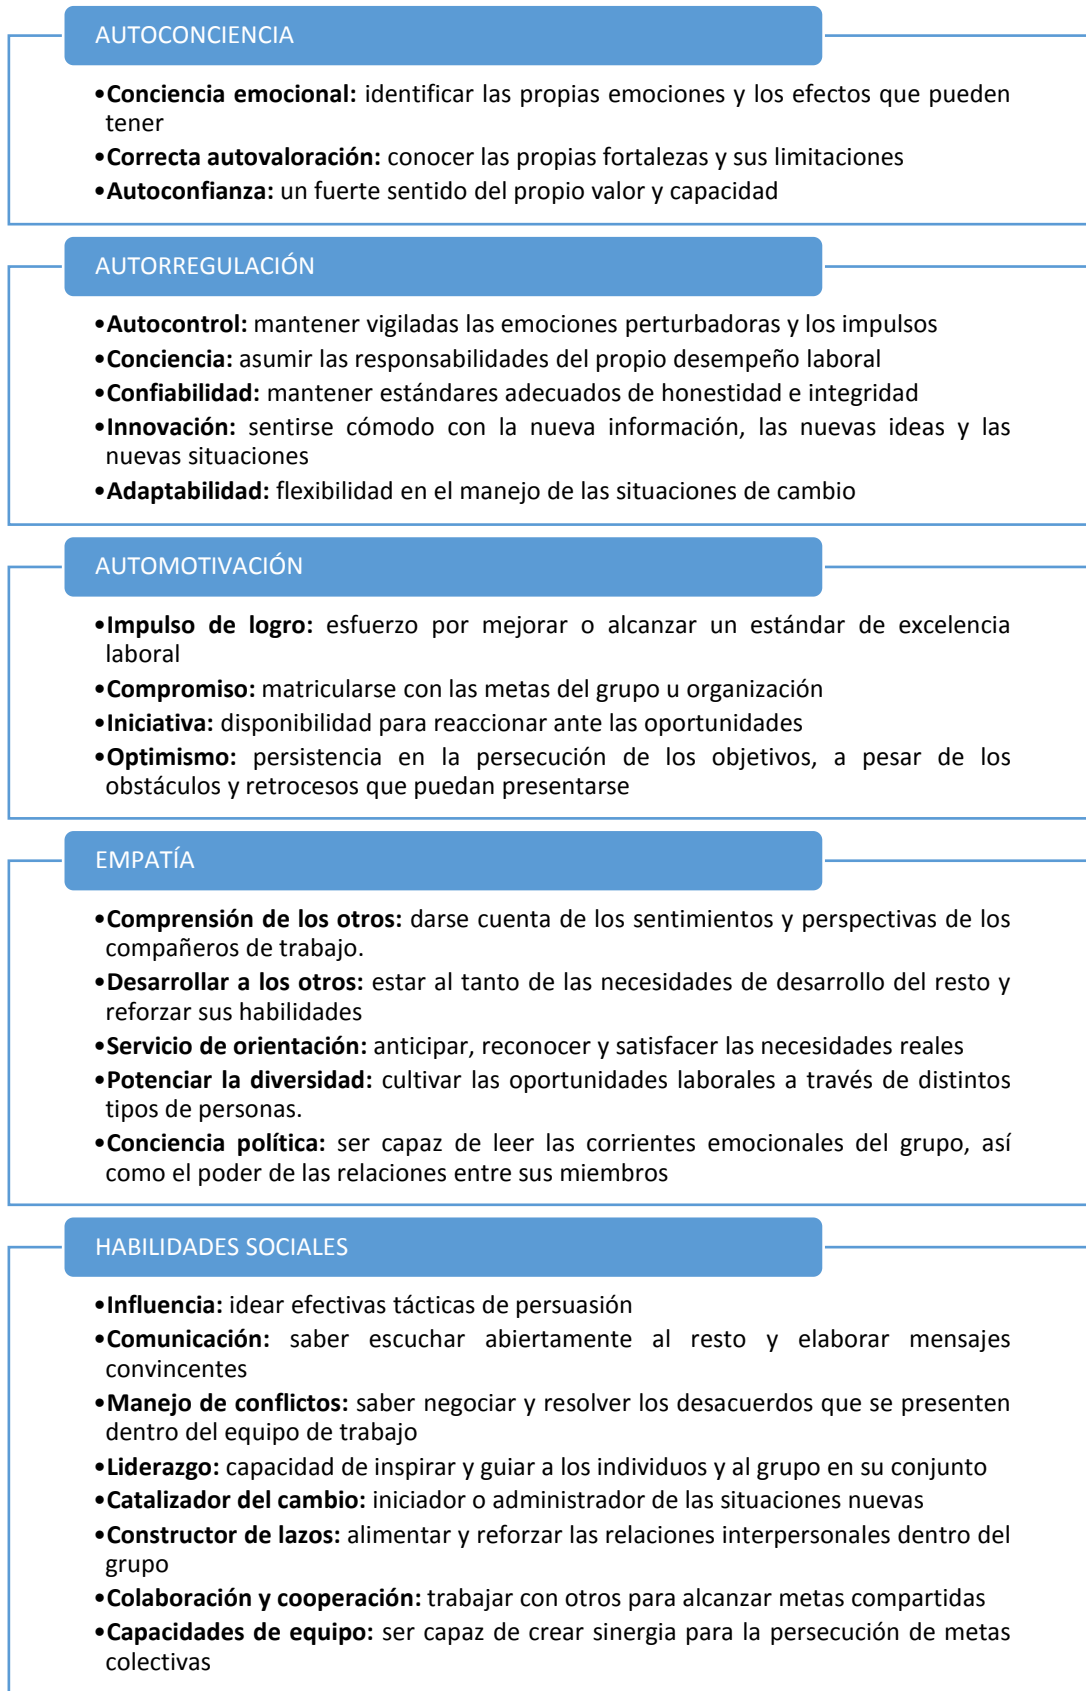 AUTOCONCIENCIA
•Conciencia emocional: identificar las propias emociones y los efectos que pueden
tener
•Correcta autovaloración: conocer las propias fortalezas y sus limitaciones
•Autoconfianza: un fuerte sentido del propio valor y capacidad
AUTORREGULACIÓN
•Autocontrol: mantener vigiladas las emociones perturbadoras y los impulsos
•Conciencia: asumir las responsabilidades del propio desempeño laboral
•Confiabilidad: mantener estándares adecuados de honestidad e integridad
•Innovación: sentirse cómodo con la nueva información, las nuevas ideas y las
nuevas situaciones
•Adaptabilidad: flexibilidad en el manejo de las situaciones de cambio
AUTOMOTIVACIÓN
•Impulso de logro: esfuerzo por mejorar o alcanzar un estándar de excelencia
laboral
•Compromiso: matricularse con las metas del grupo u organización
•Iniciativa: disponibilidad para reaccionar ante las oportunidades
•Optimismo: persistencia en la persecución de los objetivos, a pesar de los
obstáculos y retrocesos que puedan presentarse
EMPATÍA
•Comprensión de los otros: darse cuenta de los sentimientos y perspectivas de los
compañeros de trabajo.
•Desarrollar a los otros: estar al tanto de las necesidades de desarrollo del resto y
reforzar sus habilidades
•Servicio de orientación: anticipar, reconocer y satisfacer las necesidades reales
•Potenciar la diversidad: cultivar las oportunidades laborales a través de distintos
tipos de personas.
•Conciencia política: ser capaz de leer las corrientes emocionales del grupo, así
como el poder de las relaciones entre sus miembros
HABILIDADES SOCIALES
•Influencia: idear efectivas tácticas de persuasión
•Comunicación: saber escuchar abiertamente al resto y elaborar mensajes
convincentes
•Manejo de conflictos: saber negociar y resolver los desacuerdos que se presenten
dentro del equipo de trabajo
•Liderazgo: capacidad de inspirar y guiar a los individuos y al grupo en su conjunto
•Catalizador del cambio: iniciador o administrador de las situaciones nuevas
•Constructor de lazos: alimentar y reforzar las relaciones interpersonales dentro del
grupo
•Colaboración y cooperación: trabajar con otros para alcanzar metas compartidas
•Capacidades de equipo: ser capaz de crear sinergia para la persecución de metas
colectivas